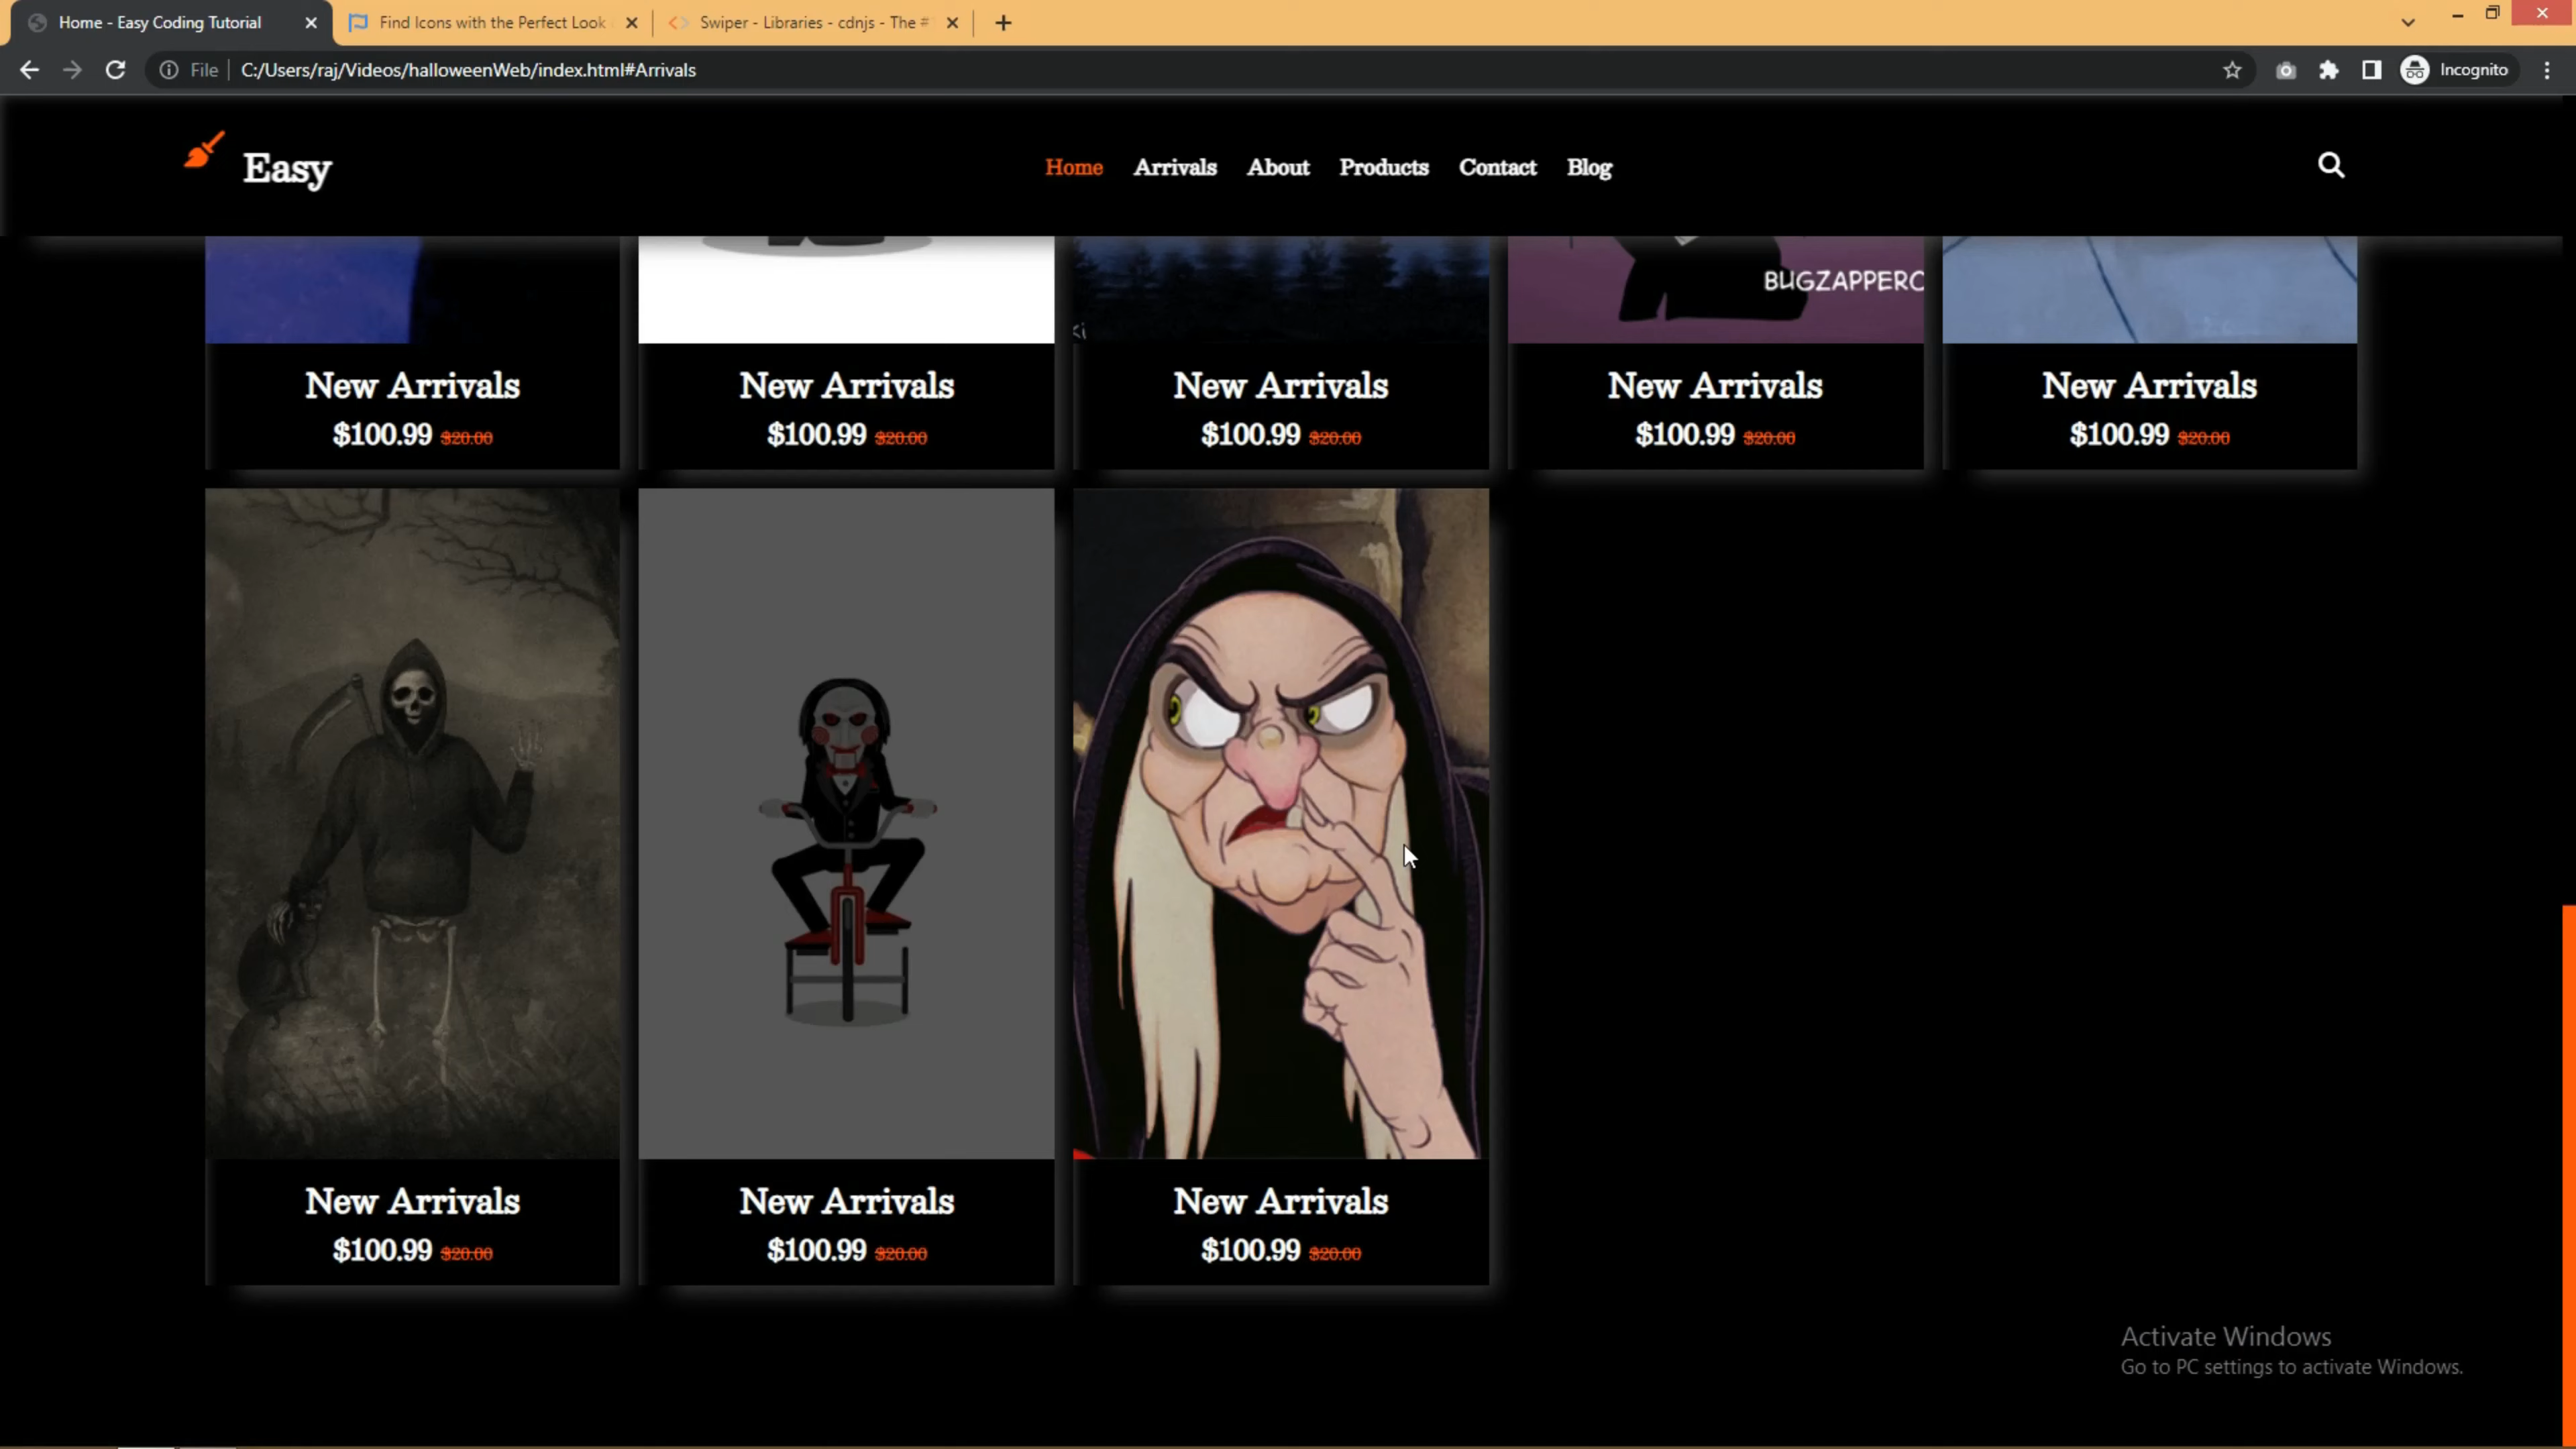 Home - Easy Coding Tutorial
Find Icons with the Perfect Look
Swiper - Libraries - cdnjs - The #
File
C:/Users/raj/Videos/halloweenWeb/index.html#Arrivals
Incognito
Easy
Home Arrivals About Products Contact Blog
BUGZAPPERC
New Arrivals New Arrivals New Arrivals New Arrivals New Arrivals
$100.99 $20.00 $100.99 $20.00 $100.99 $20.00 $100.99 $20.00 $100.99 $20.00
New Arrivals New Arrivals New Arrivals
$100.99 $20.00 $100.99 $20.00 $100.99 $20.00
Activate Windows
Go to PC settings to activate Windows.